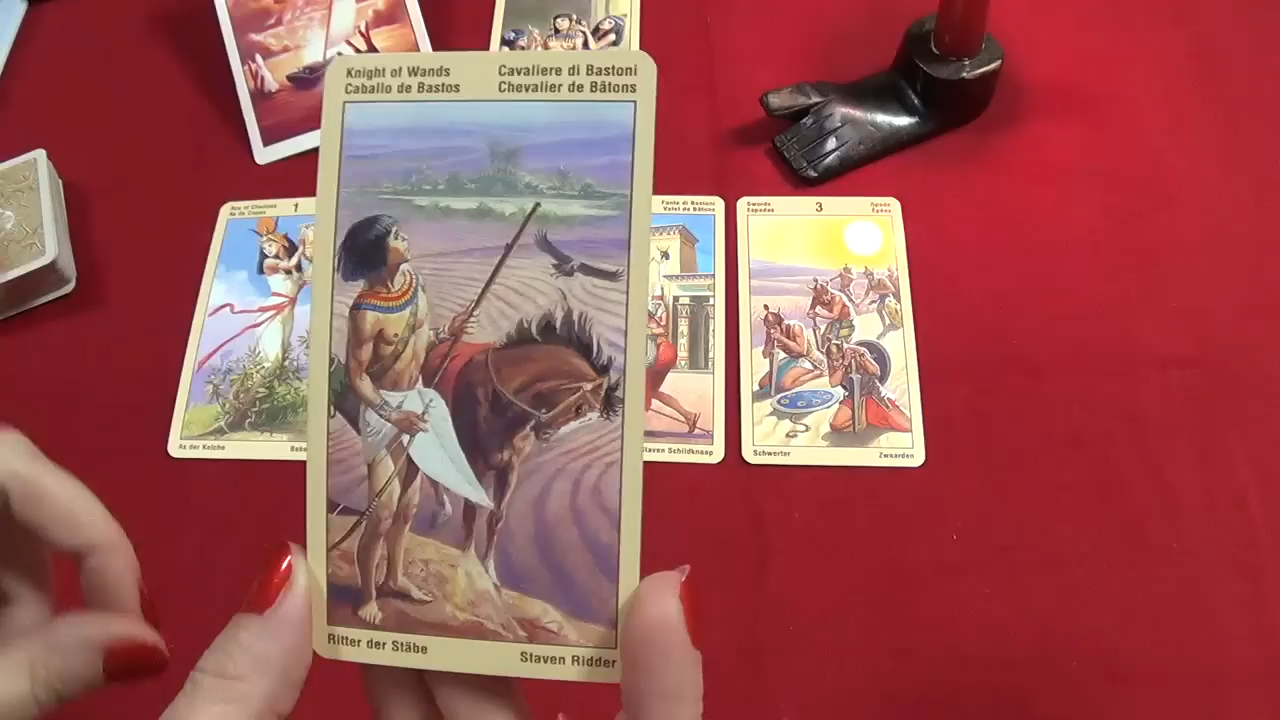 Knight of Wands
Caballo de Bastos
Cavaliere di Bastoni
Chevalier de Bâtons
Ritter der Stäbe
Staven Ridder
Ace of Chalices
As de Copas
1
As der Kelche
Fante di Bastoni
Valet de Bâtons
Staven Schildknaap
Swords
Espadas
3
Spade
Épées
Schwerter
Zwaarden